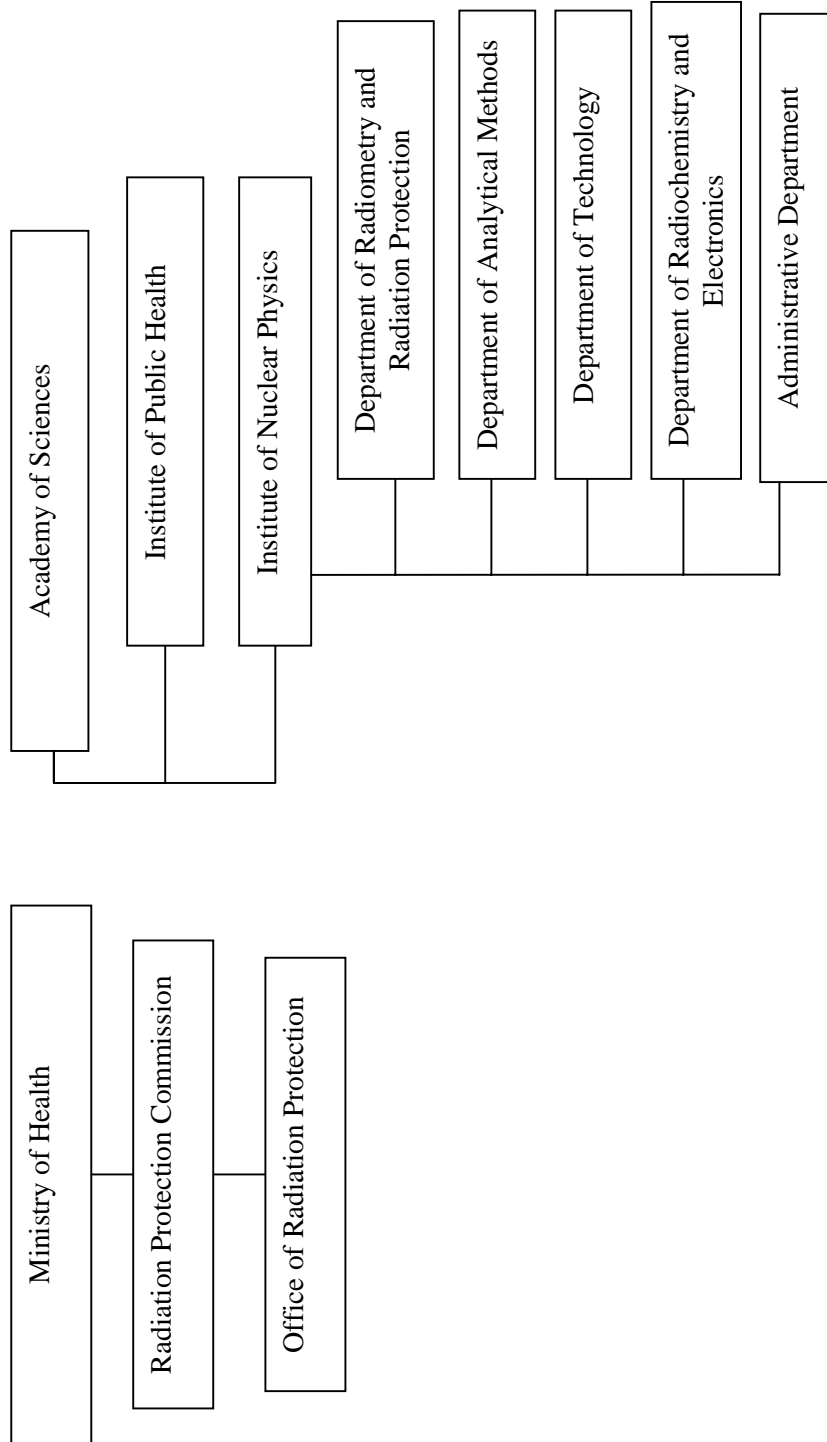 Ministry of Health
Radiation Protection Commission
Office of Radiation Protection
Academy of Sciences
Institute of Public Health
Institute of Nuclear Physics
Department of Radiometry and
Radiation Protection
Department of Analytical Methods
Department of Technology
Department of Radiochemistry and
Electronics
Administrative Department